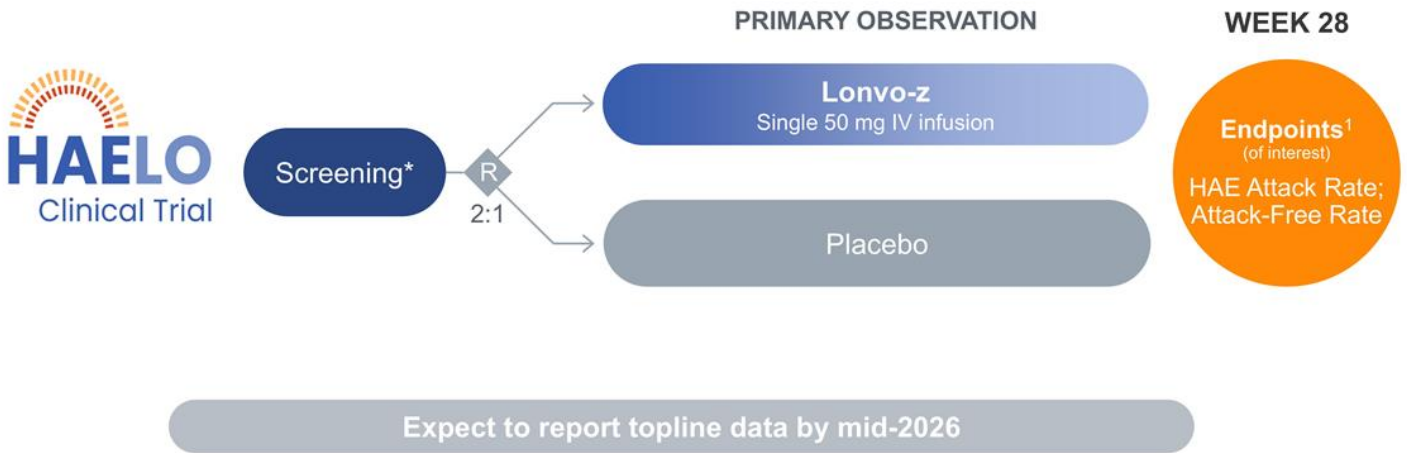 PRIMARY OBSERVATION
WEEK 28
HAELO
Clinical Trial
Screening*
R
2:1
Lonvo-z
Single 50 mg IV infusion
Placebo
Endpoints¹
(of interest)
HAE Attack Rate;
Attack-Free Rate
Expect to report topline data by mid-2026